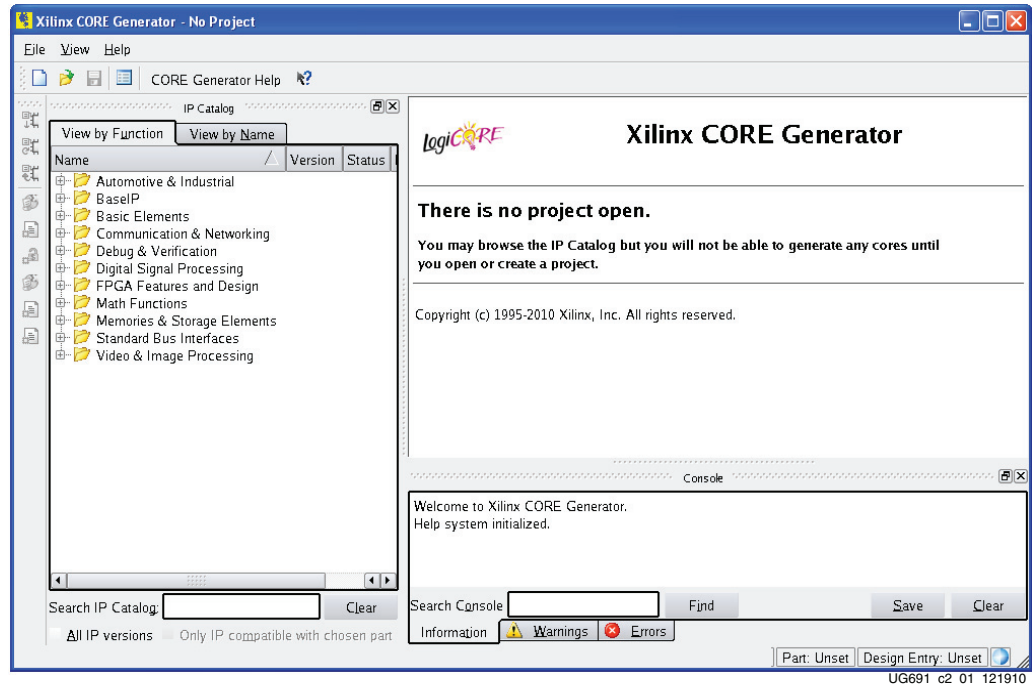 Xilinx CORE Generator - No Project
File View Help
CORE Generator Help
IP Catalog
View by Function View by Name
Name Version Status
Automotive & Industrial
BaseIP
Basic Elements
Communication & Networking
Debug & Verification
Digital Signal Processing
FPGA Features and Design
Math Functions
Memories & Storage Elements
Standard Bus Interfaces
Video & Image Processing
Search IP Catalog: Clear
All IP versions Only IP compatible with chosen part
LogiCORE Xilinx CORE Generator
There is no project open.
You may browse the IP Catalog but you will not be able to generate any cores until
you open or create a project.
Copyright (c) 1995-2010 Xilinx, Inc. All rights reserved.
Console
Welcome to Xilinx CORE Generator.
Help system initialized.
Search Console Find Save Clear
Information Warnings Errors
Part: Unset Design Entry: Unset
UG691_c2_01_121910